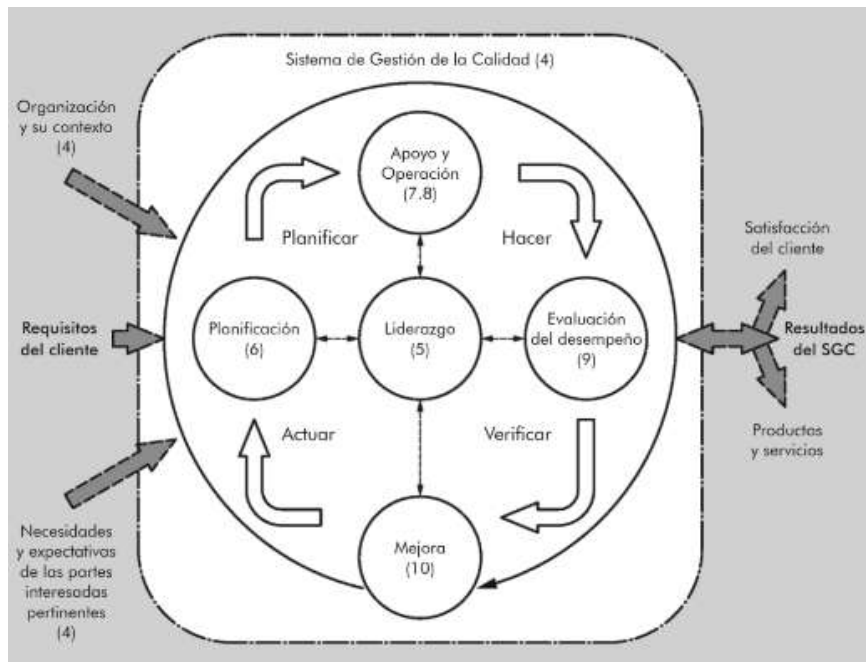 Sistema de Gestión de la Calidad (4)
Organización
y su contexto
(4)
Apoyo y
Operación
(7,8)
Planificar
Hacer
Satisfacción
del cliente
Requisitos
del cliente
Planificación
(6)
Liderazgo
(5)
Evaluación
del desempeño
(9)
Resultados
del SGC
Actuar
Verificar
Productos
y servicios
Necesidades
y expectativas
de las partes
interesadas
pertinentes
(4)
Mejora
(10)